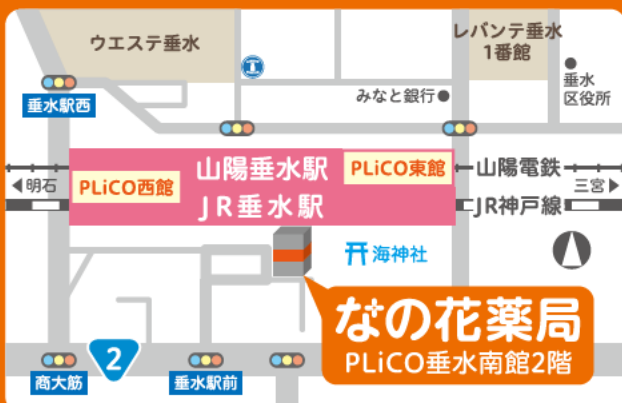 ウエステ垂水
レバンテ垂水
1番館
垂水駅西
みなと銀行
垂水
区役所
PLiCO西館
山陽垂水駅
PLiCO東館
JR垂水駅
明石
山陽電鉄
三宮
JR神戸線
海神社
なの花薬局
PLiCO垂水南館2階
2
商大筋
垂水駅前